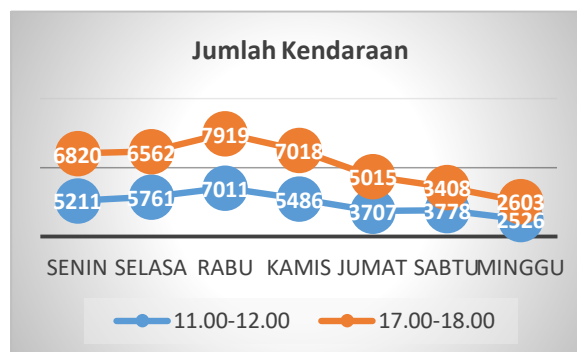 Jumlah Kendaraan
6820 6562 7919 7018 5015 3408 2603
5211 5761 7011 5486 3707 3778 2526
SENIN SELASA RABU KAMIS JUMAT SABTU MINGGU
11.00-12.00 17.00-18.00